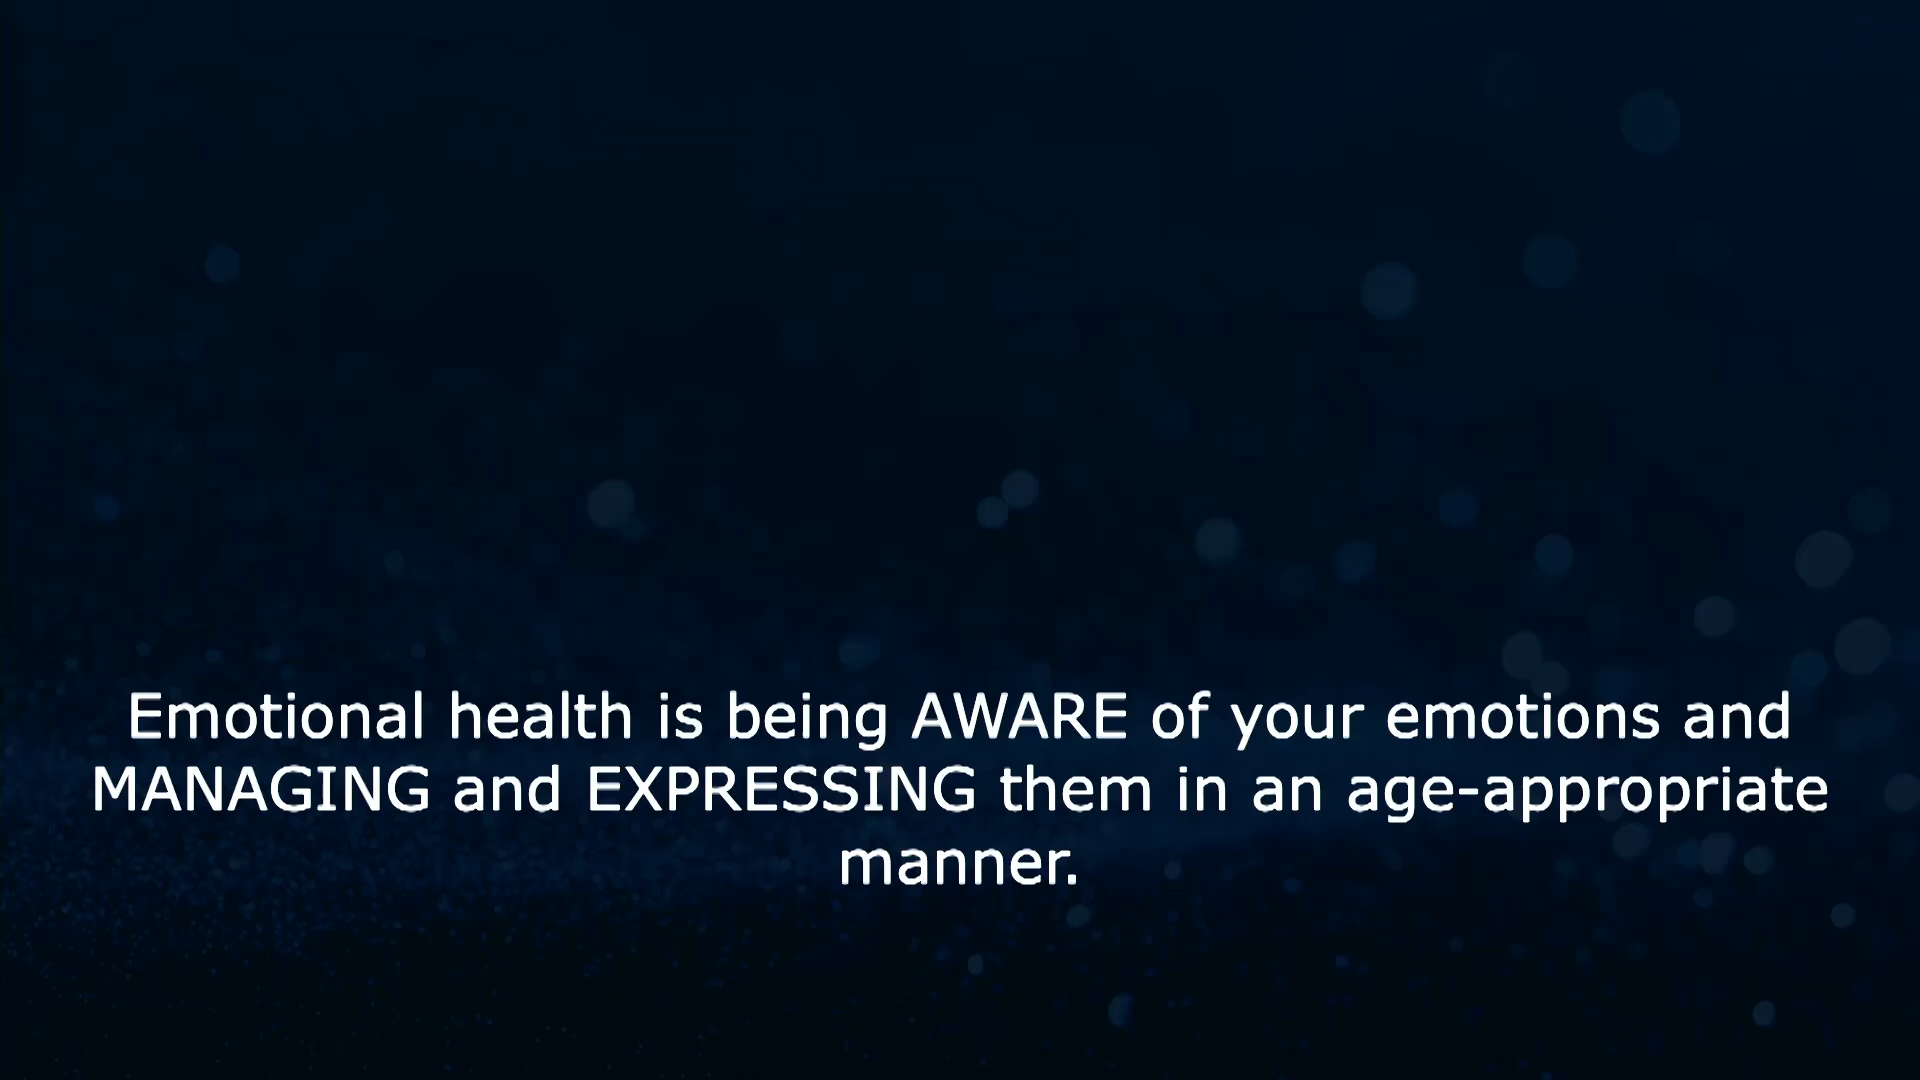 Emotional health is being AWARE of your emotions and
MANAGING and EXPRESSING them in an age-appropriate
manner.